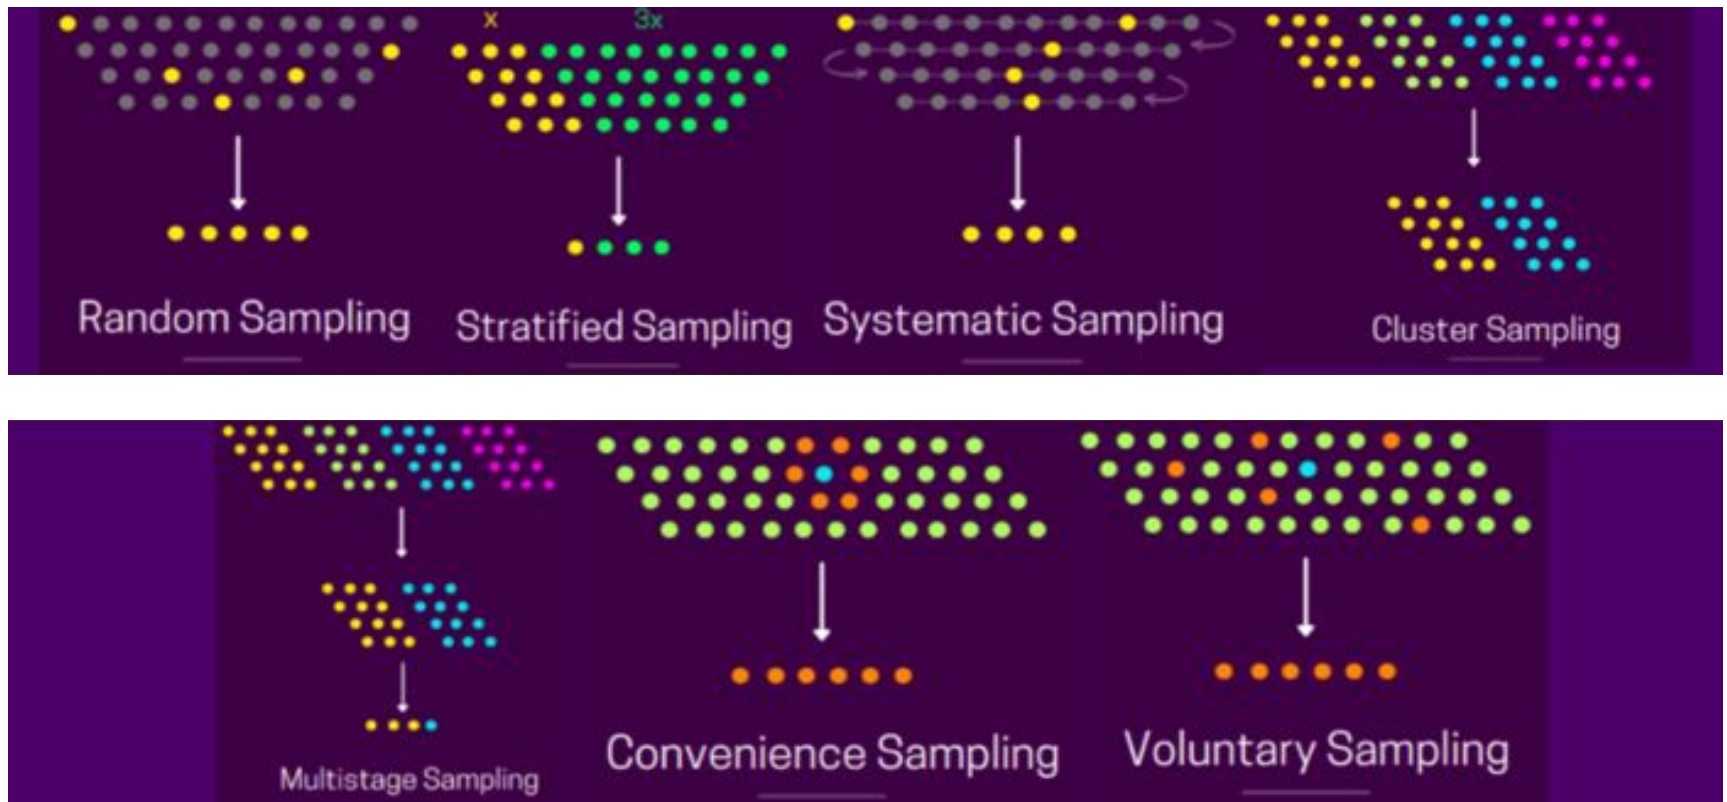 x 3x
Random Sampling
Stratified Sampling
Systematic Sampling
Cluster Sampling
Multistage Sampling
Convenience Sampling
Voluntary Sampling